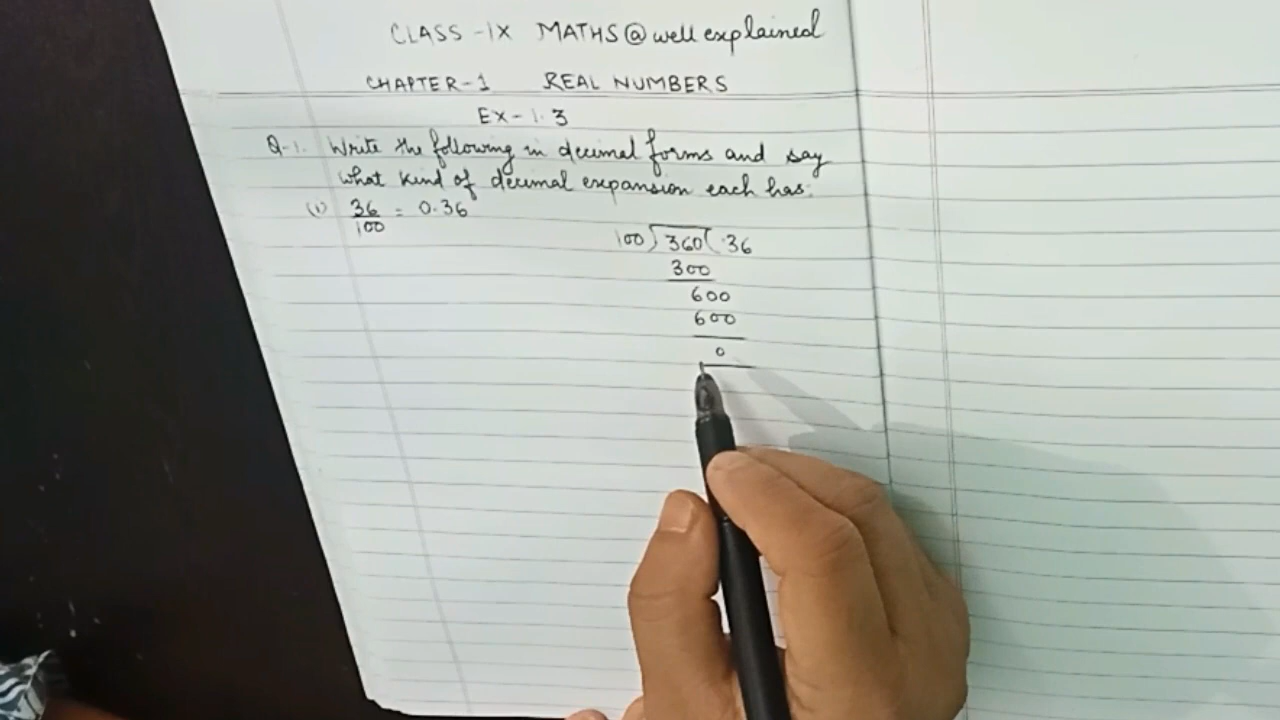 CLASS -IX MATHS @ well explained
CHAPTER-1 REAL NUMBERS
EX-1.3
Q-1. Write the following in decimal forms and say
what kind of decimal expansion each has:
(i) 36/100 = 0.36
100)360(.36
300
600
600
0